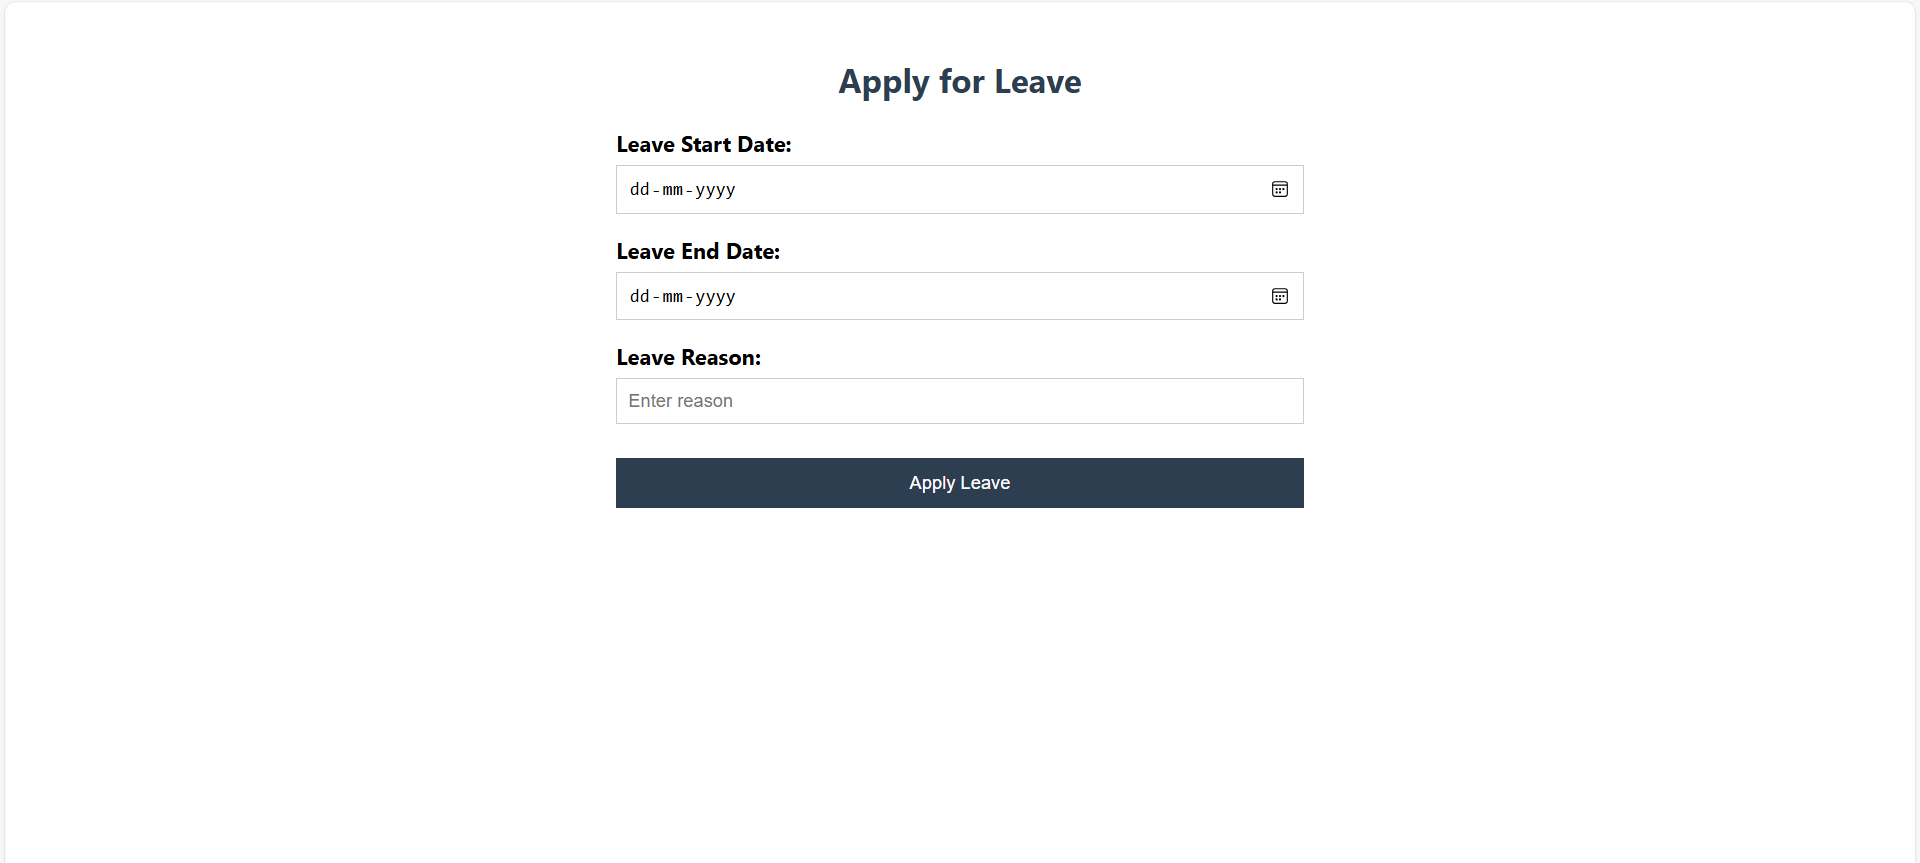 Apply for Leave
Leave Start Date:
dd-mm-yyyy
Leave End Date:
dd-mm-yyyy
Leave Reason:
Enter reason
Apply Leave